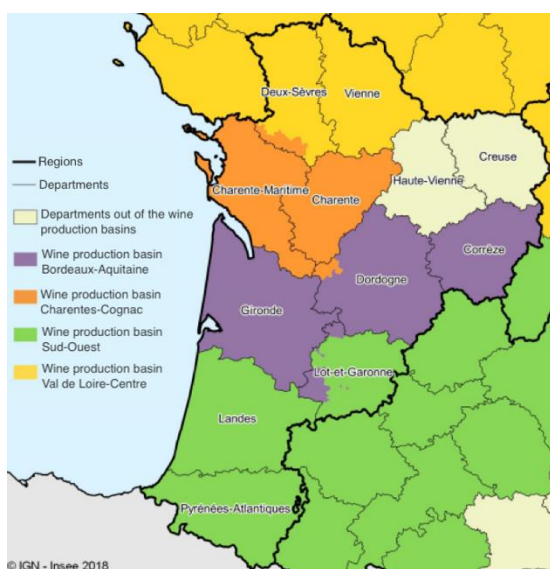 Deux-Sèvres
Vienne
Creuse
Haute-Vienne
Charente-Maritime
Charente
Corrèze
Dordogne
Gironde
Lot-et-Garonne
Landes
Pyrénées-Atlantiques
Regions
Departments
Departments out of the wine
production basins
Wine production basin
Bordeaux-Aquitaine
Wine production basin
Charentes-Cognac
Wine production basin
Sud-Ouest
Wine production basin
Val de Loire-Centre
© IGN - Insee 2018